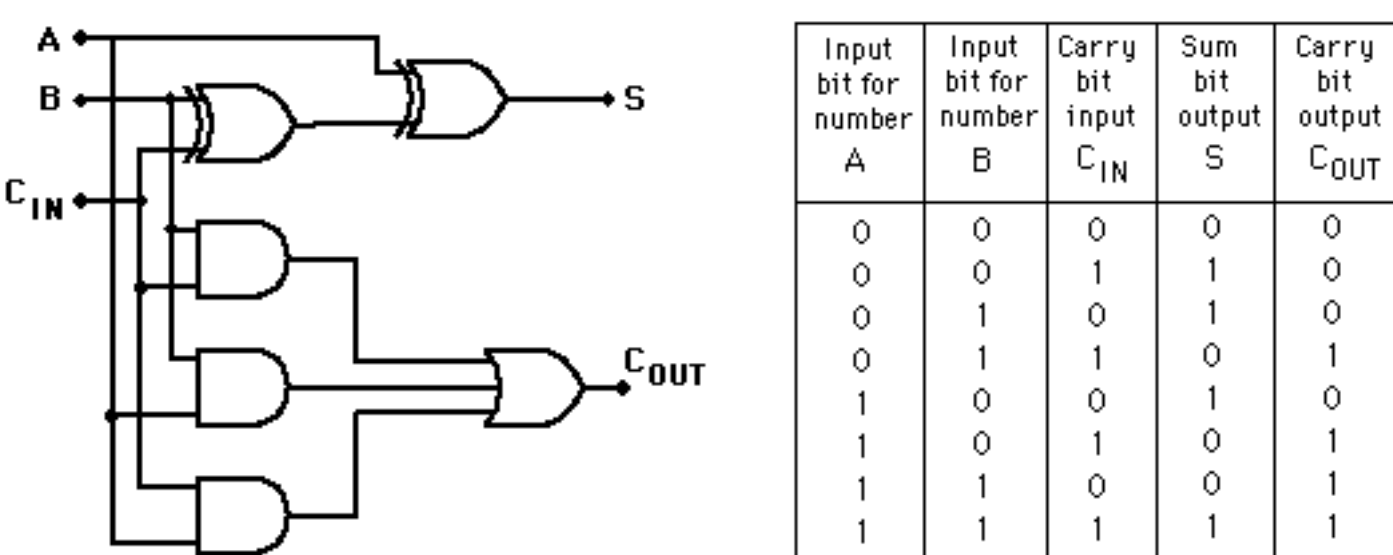 A
B
C IN
S
C OUT
Input bit for number A
Input bit for number B
Carry bit input C IN
Sum bit output S
Carry bit output C OUT
0 0 0 0 0
0 0 1 1 0
0 1 0 1 0
0 1 1 0 1
1 0 0 1 0
1 0 1 0 1
1 1 0 0 1
1 1 1 1 1